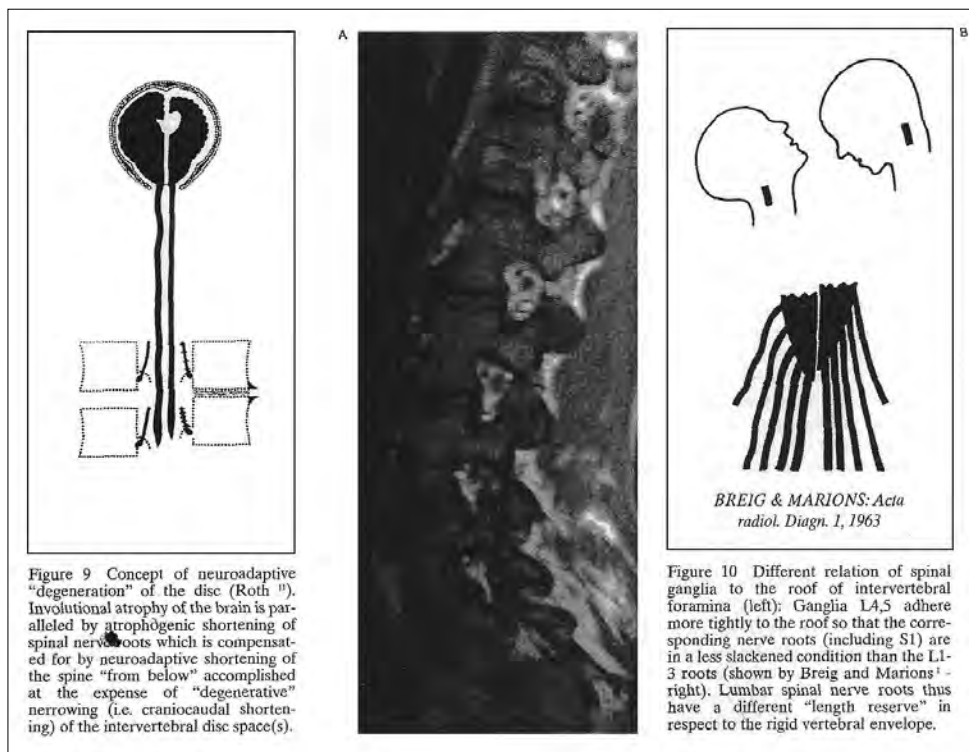 A
B
BREIG & MARIONS: Acta
radiol. Diagn. 1, 1963
Figure 9 Concept of neuroadaptive
"degeneration" of the disc (Roth
Involutional atrophy of the brain is par-
alleled by atrophogenic shortening of
spinal nerve roots which is compensat-
ed for by neuroadaptive shortening of
the spine "from below" accomplished
at the expense of "degenerative"
nerrowing (i.e. craniocaudal shorten-
ing) of the intervertebral disc space(s).
Figure 10 Different relation of spinal
ganglia to the roof of intervertebral
foramina (left): Ganglia L4,5 adhere
more tightly to the roof so that the corre-
sponding nerve roots (including S1) are
in a less slackened condition than the L1-
3 roots (shown by Breig and Marions¹ -
right). Lumbar spinal nerve roots thus
have a different "length reserve" in
respect to the rigid vertebral envelope.